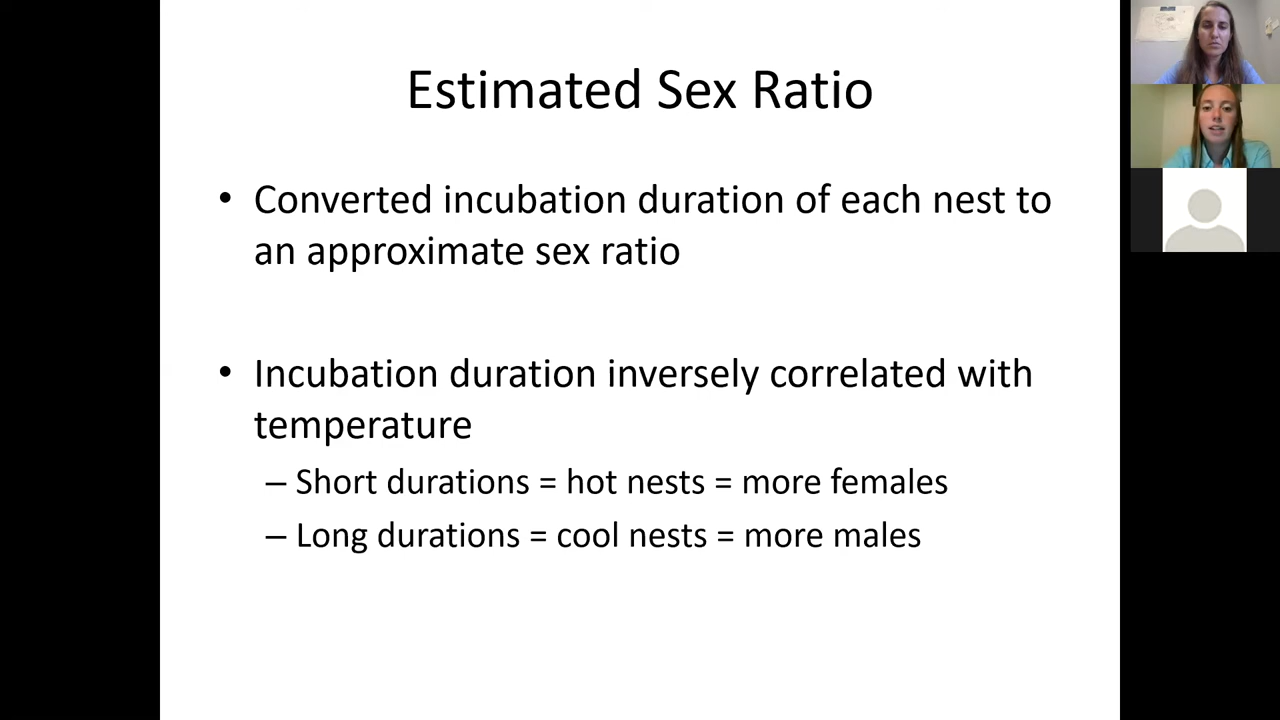 Estimated Sex Ratio
• Converted incubation duration of each nest to
an approximate sex ratio
• Incubation duration inversely correlated with
temperature
– Short durations = hot nests = more females
– Long durations = cool nests = more males